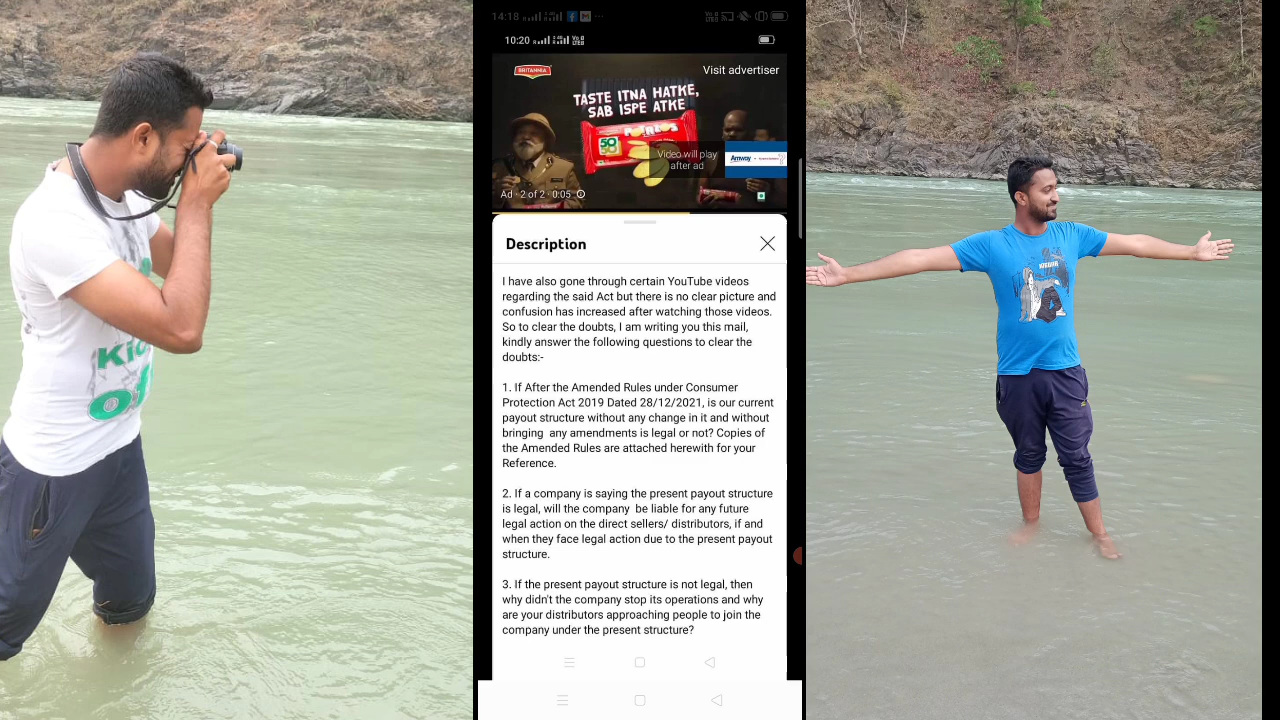 14:18
10:20
BRITANNIA
Visit advertiser
TASTE ITNA HATKE,
SAB ISPE ATKE
50
Video will play
after ad
Amway
Ad · 2 of 2 · 0:05
Description
I have also gone through certain YouTube videos
regarding the said Act but there is no clear picture and
confusion has increased after watching those videos.
So to clear the doubts, I am writing you this mail,
kindly answer the following questions to clear the
doubts:-
1. If After the Amended Rules under Consumer
Protection Act 2019 Dated 28/12/2021, is our current
payout structure without any change in it and without
bringing any amendments is legal or not? Copies of
the Amended Rules are attached herewith for your
Reference.
2. If a company is saying the present payout structure
is legal, will the company be liable for any future
legal action on the direct sellers/ distributors, if and
when they face legal action due to the present payout
structure.
3. If the present payout structure is not legal, then
why didn't the company stop its operations and why
are your distributors approaching people to join the
company under the present structure?